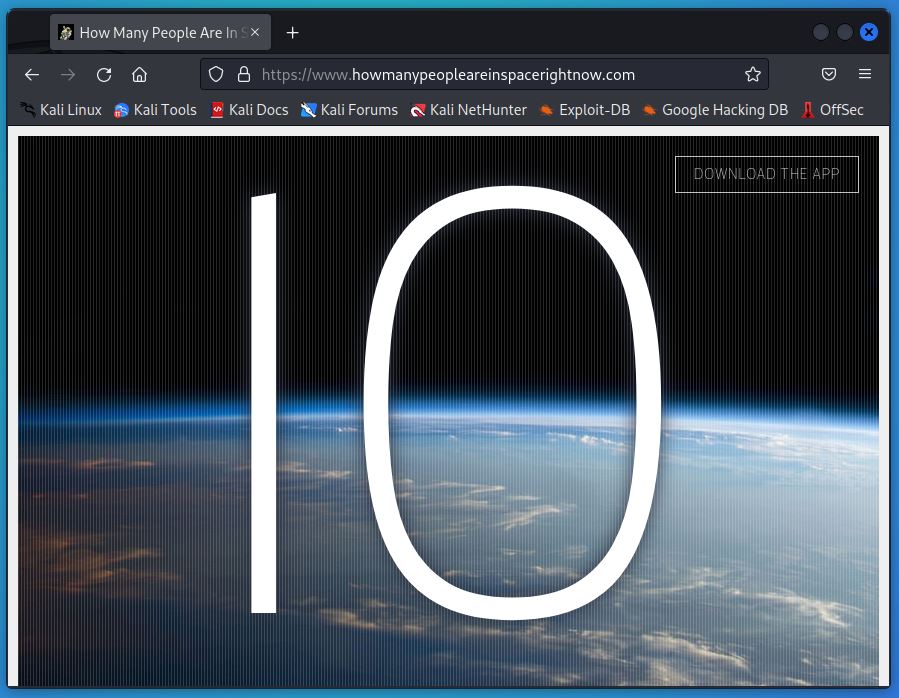 How Many People Are In S
https://www.howmanypeopleareinspacerightnow.com
Kali Linux Kali Tools Kali Docs Kali Forums Kali NetHunter Exploit-DB Google Hacking DB OffSec
DOWNLOAD THE APP
10